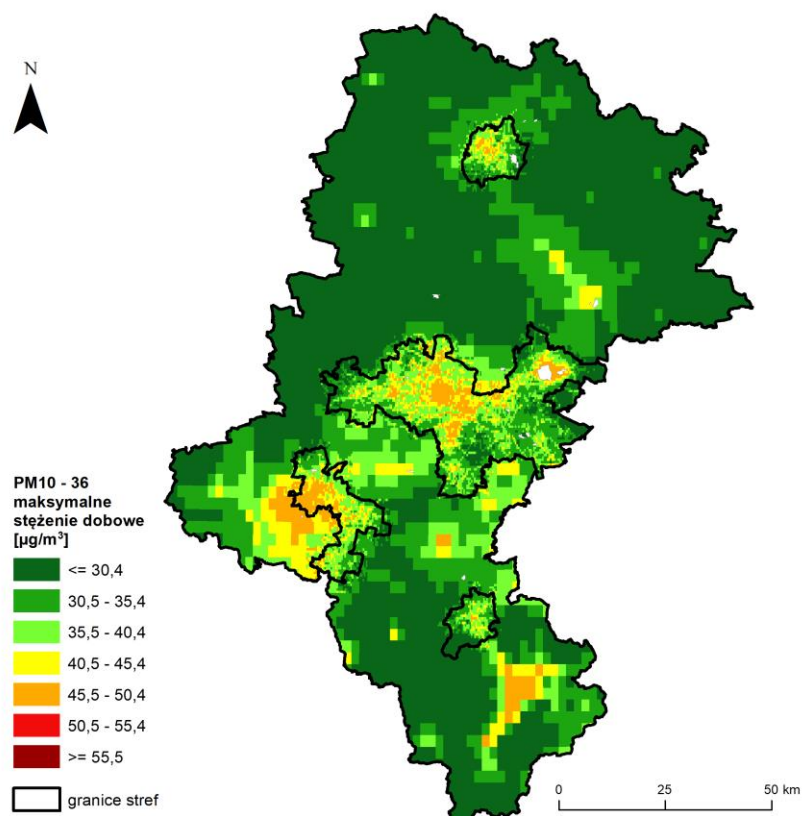 N
PM10 - 36
maksymalne
stężenie dobowe
[µg/m³]
<= 30,4
30,5 - 35,4
35,5 - 40,4
40,5 - 45,4
45,5 - 50,4
50,5 - 55,4
>= 55,5
granice stref
0 25 50 km